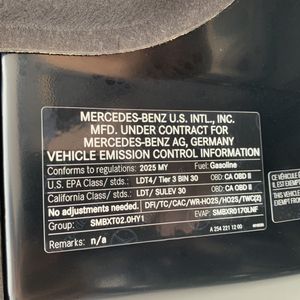 MERCEDES-BENZ U.S. INTL., INC.
MFD. UNDER CONTRACT FOR
MERCEDES-BENZ AG, GERMANY
VEHICLE EMISSION CONTROL INFORMATION
Conforms to regulations: 2025 MY Fuel: Gasoline
U.S. EPA Class/ stds.: LDT4/ Tier 3 BIN 30 OBD: CA OBD II
California Class/ stds.: LDT/ SULEV 30 OBD: CA OBD II
No adjustments needed. DFI/TC/CAC/WR-HO2S/HO2S/TWC(2)
Group: SMBXT02.0HY1 EVAP: SMBXR0170LNF
Remarks: n/a A 254 221 12 00
CE VÉHICULE